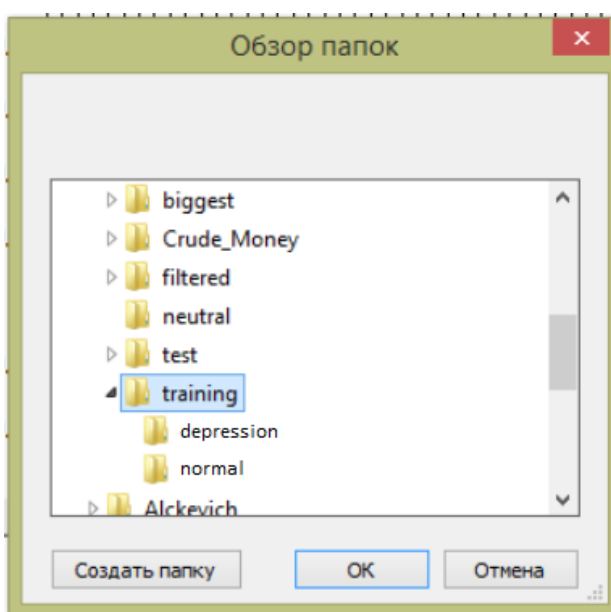 Обзор папок
biggest
Crude_Money
filtered
neutral
test
training
depression
normal
Alckevich
Создать папку
OK
Отмена